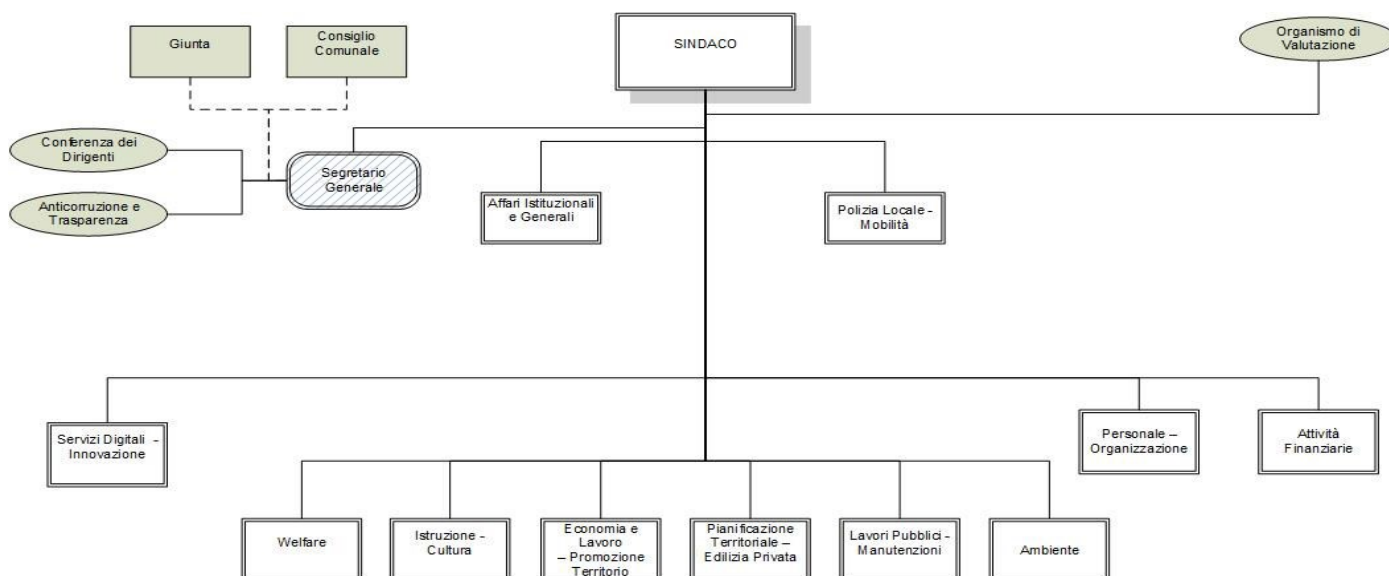 Giunta
Consiglio
Comunale
SINDACO
Organismo di
Valutazione
Conferenza dei
Dirigenti
Segretario
Generale
Anticorruzione e
Trasparenza
Affari Istituzionali
e Generali
Polizia Locale -
Mobilità
Servizi Digitali -
Innovazione
Personale –
Organizzazione
Attività
Finanziarie
Welfare
Istruzione -
Cultura
Economia e
Lavoro
– Promozione
Territorio
Pianificazione
Territoriale –
Edilizia Privata
Lavori Pubblici -
Manutenzioni
Ambiente